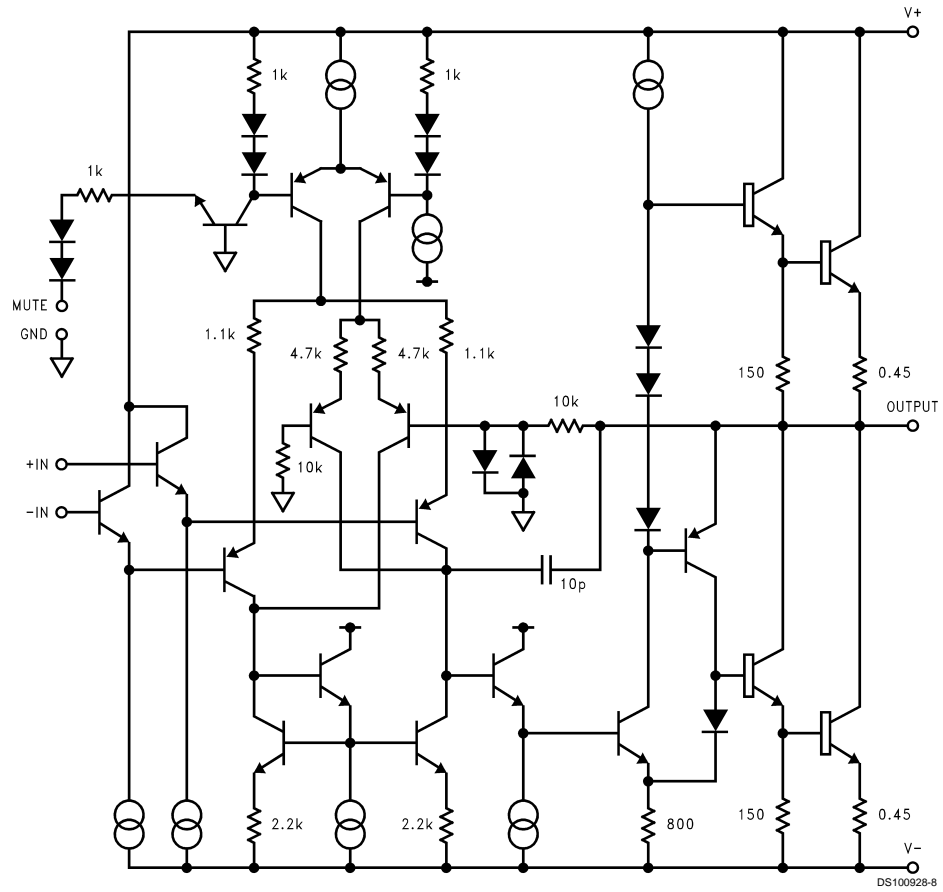 V+
1k
1k
1k
MUTE
GND
1.1k
4.7k
4.7k
1.1k
150
0.45
10k
OUTPUT
+IN
10k
-IN
10p
2.2k
2.2k
800
150
0.45
V-
DS100928-8